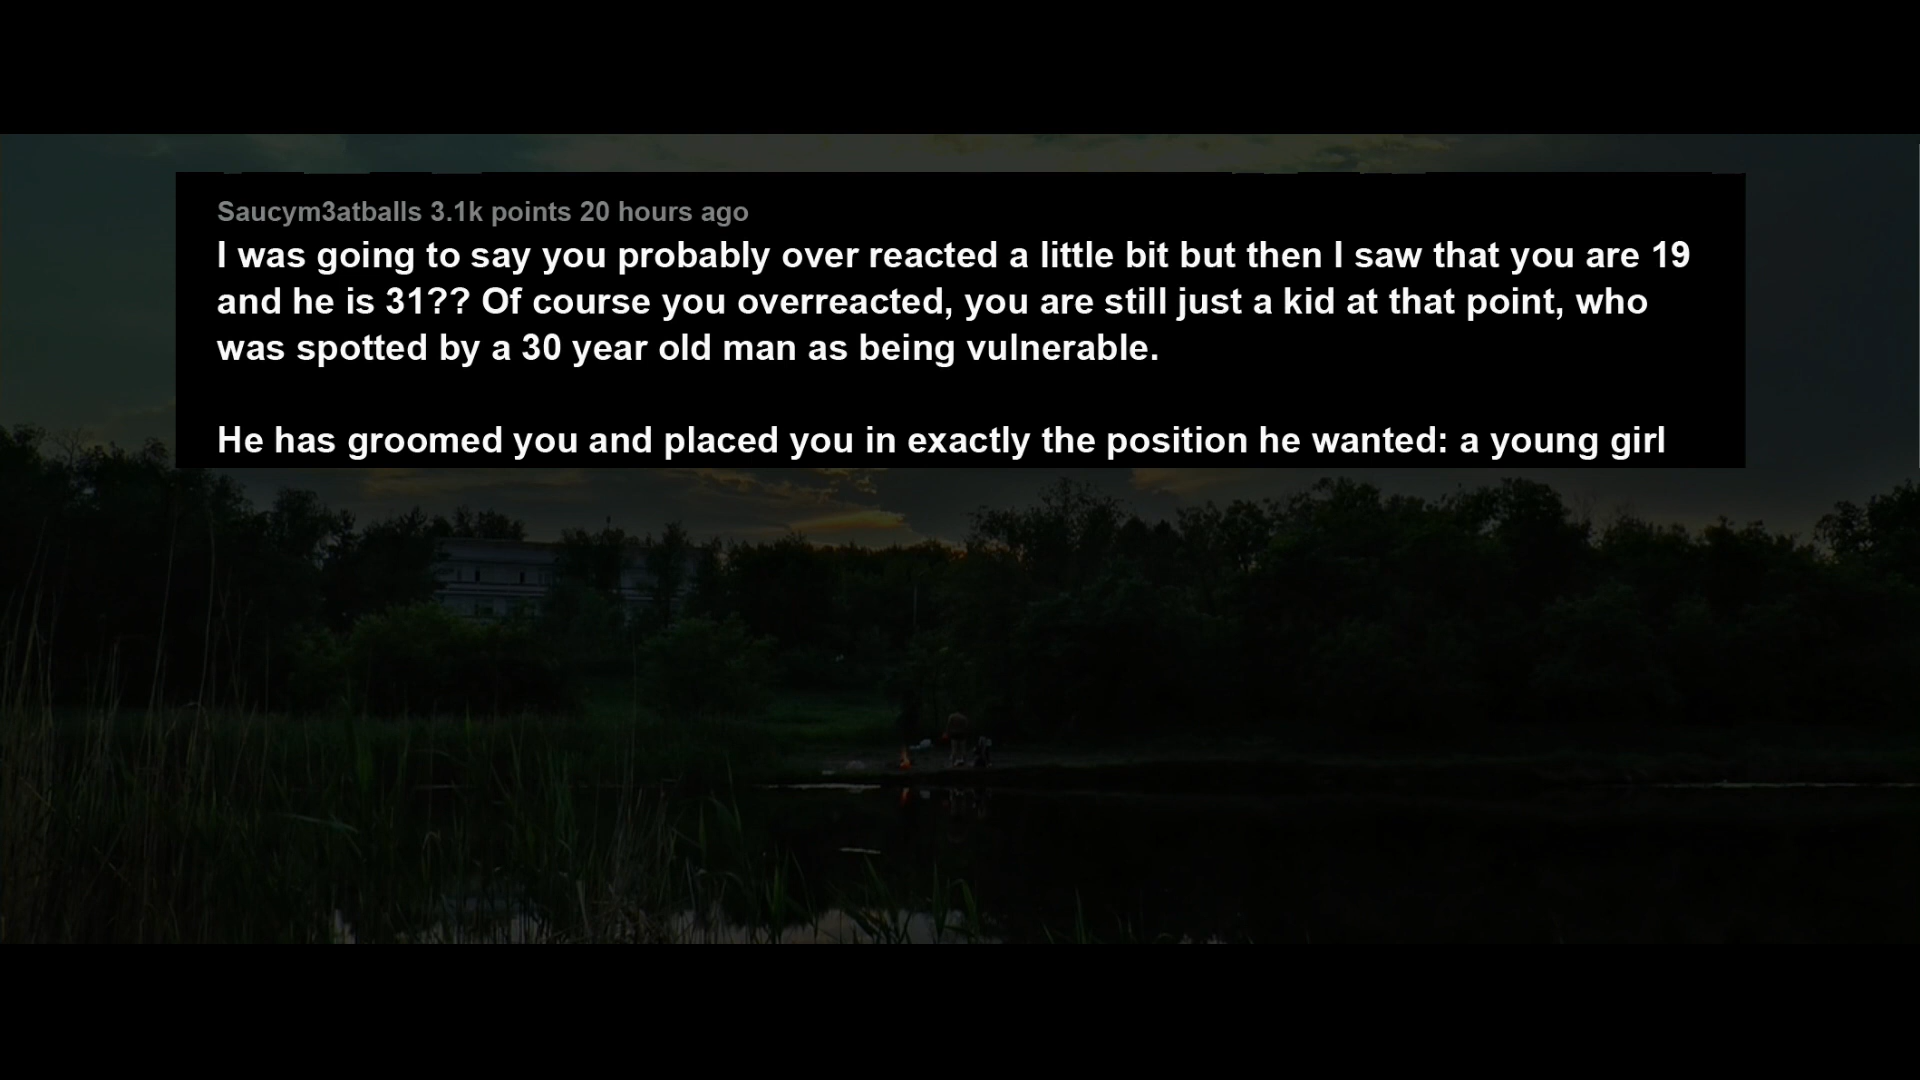 Saucym3atballs 3.1k points 20 hours ago
I was going to say you probably over reacted a little bit but then I saw that you are 19
and he is 31?? Of course you overreacted, you are still just a kid at that point, who
was spotted by a 30 year old man as being vulnerable.
He has groomed you and placed you in exactly the position he wanted: a young girl